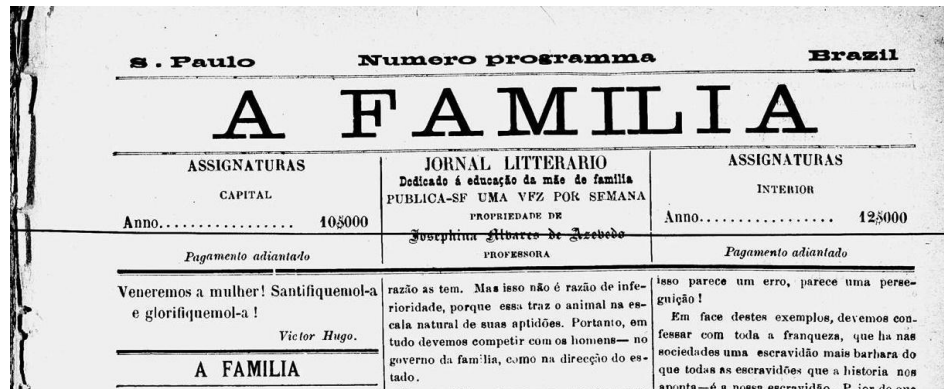 S. Paulo Numero programma Brazil
A FAMILIA
ASSIGNATURAS
CAPITAL
Anno................ 10$000
Pagamento adiantado
JORNAL LITTERARIO
Dedicado á educação da mãe de familia
PUBLICA-SE UMA VEZ POR SEMANA
PROPRIEDADE DE
Josephina Alvares de Azevedo
PROFESSORA
ASSIGNATURAS
INTERIOR
Anno................ 12$000
Pagamento adiantado
Veneremos a mulher! Santifiquemol-a
e glorifiquemol-a !
Victor Hugo.
A FAMILIA
razão as tem. Mas isso não é razão de infe-
rioridade, porque essa traz o animal na es-
cala natural de suas aptidões. Portanto, em
tudo devemos competir com os homens— no
governo da familia, como na direcção do es-
tado.
isso parece um erro, parece uma perse-
guição !
Em face destes exemplos, devemos con-
fessar com toda a franqueza, que ha nas
sociedades uma escravidão mais barbara do
que todas as escravidões que a historia nos
aponta—é a nossa escravidão.